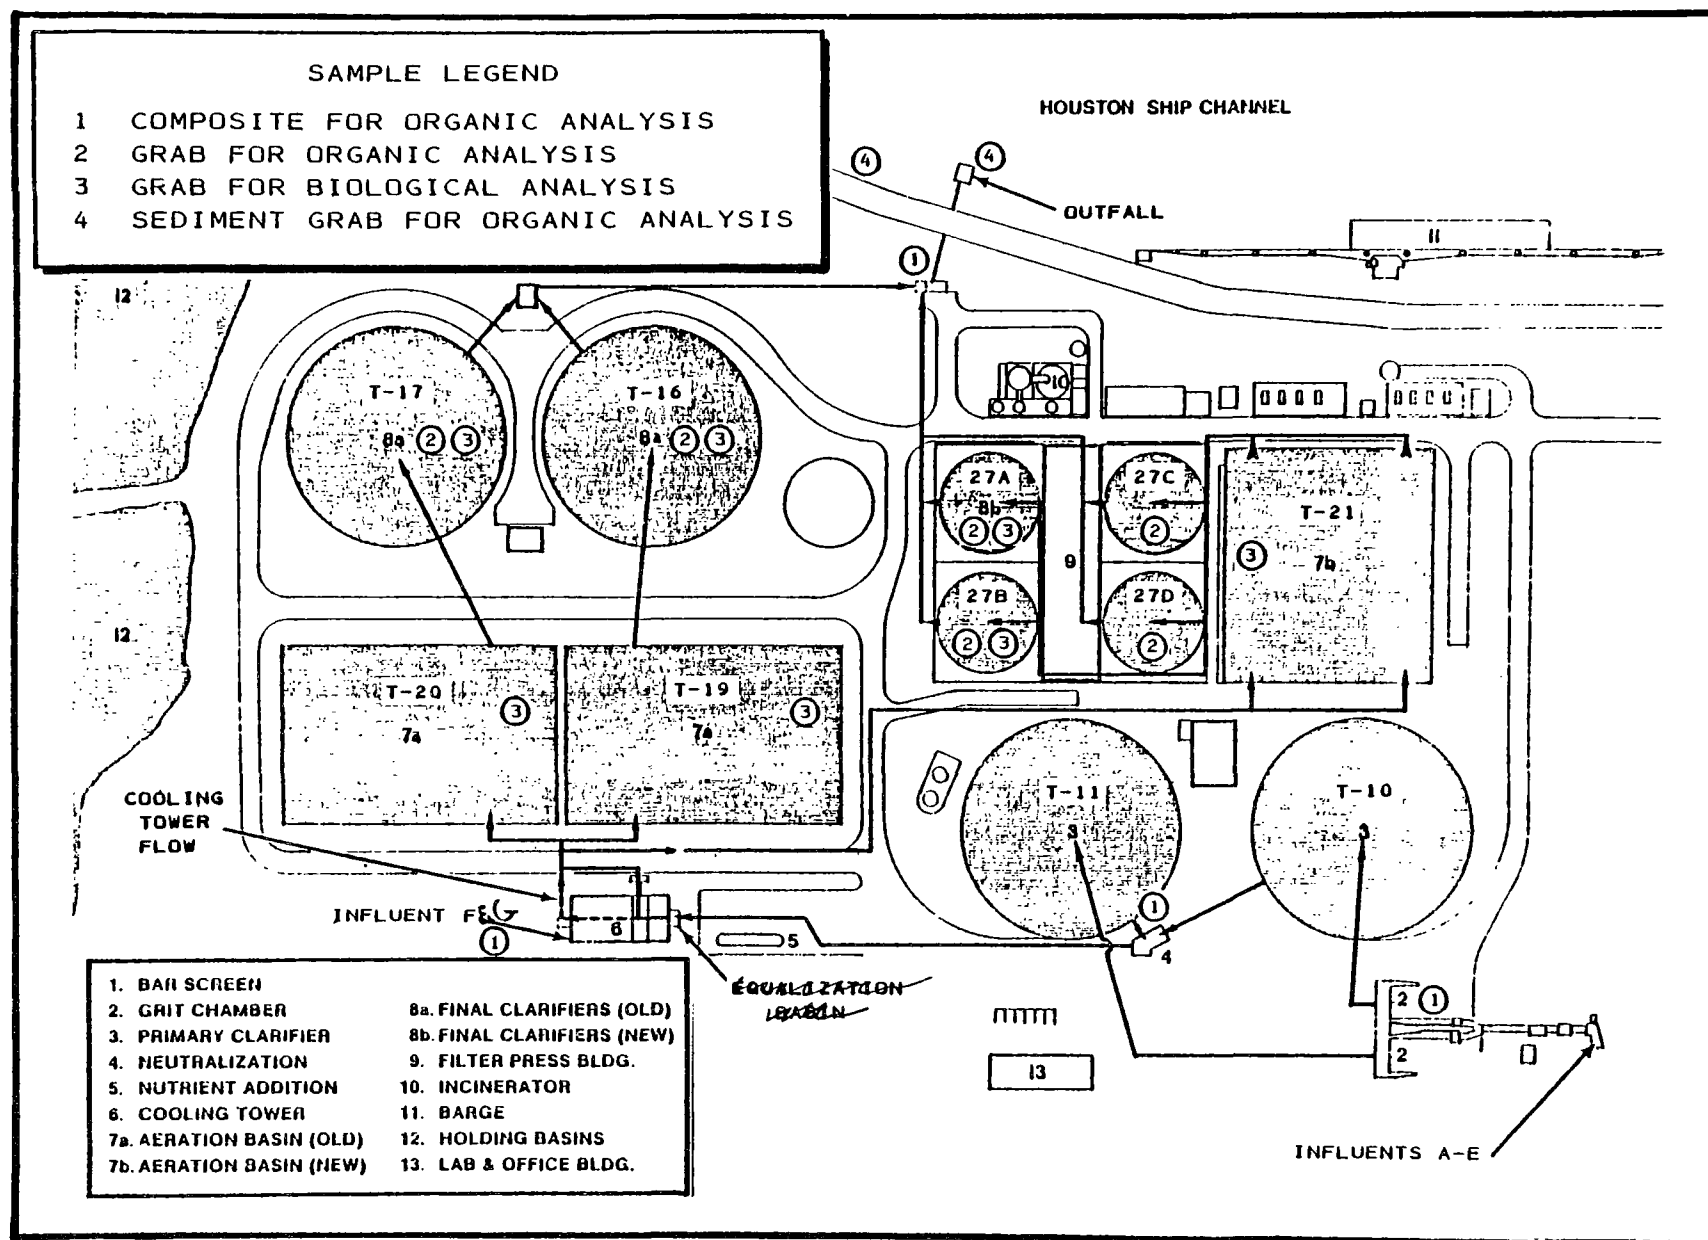 SAMPLE LEGEND
1 COMPOSITE FOR ORGANIC ANALYSIS
2 GRAB FOR ORGANIC ANALYSIS
3 GRAB FOR BIOLOGICAL ANALYSIS
4 SEDIMENT GRAB FOR ORGANIC ANALYSIS
HOUSTON SHIP CHANNEL
4
4
OUTFALL
11
1
12
T-17
8a 2 3
T-16
8a 2 3
10
27A
8b
2 3
27B
2 3
9
27C
2
27D
2
T-21
3
7b
12
T-20
3
7a
T-19
3
7a
COOLING
TOWER
FLOW
T-11
3
T-10
3
INFLUENT F&G
1
6
5
1
4
EQUALIZATION
BASIN
2 1
2
13
INFLUENTS A-E
1. BAR SCREEN
2. GRIT CHAMBER
3. PRIMARY CLARIFIER
4. NEUTRALIZATION
5. NUTRIENT ADDITION
6. COOLING TOWER
7a. AERATION BASIN (OLD)
7b. AERATION BASIN (NEW)
8a. FINAL CLARIFIERS (OLD)
8b. FINAL CLARIFIERS (NEW)
9. FILTER PRESS BLDG.
10. INCINERATOR
11. BARGE
12. HOLDING BASINS
13. LAB & OFFICE BLDG.